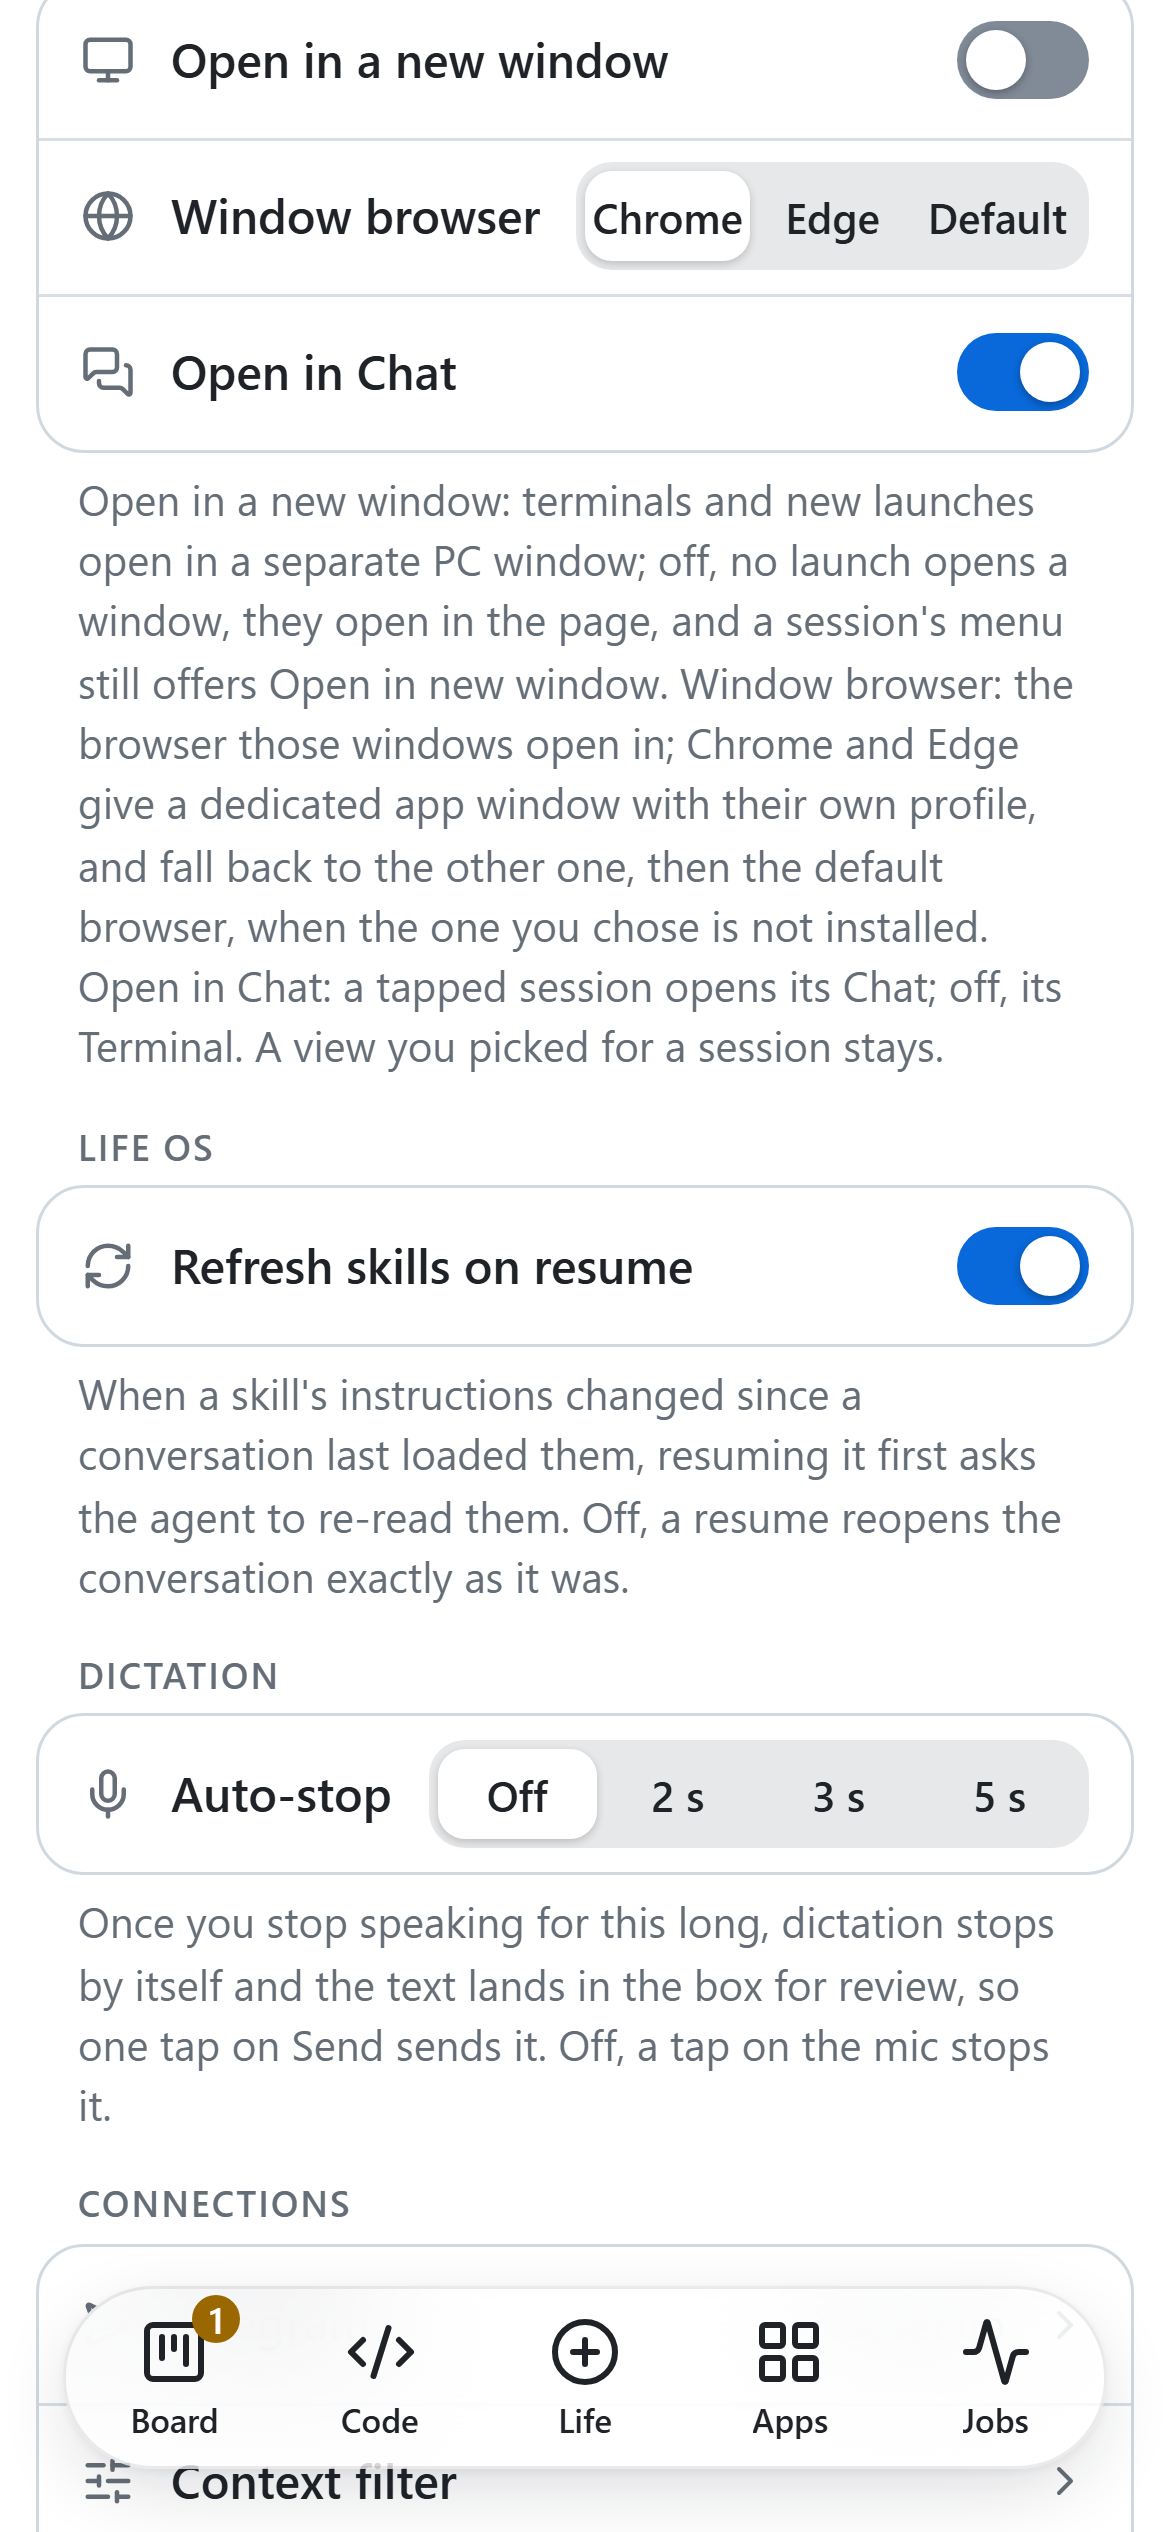 Open in a new window
Window browser Chrome Edge Default
Open in Chat
Open in a new window: terminals and new launches
open in a separate PC window; off, no launch opens a
window, they open in the page, and a session's menu
still offers Open in new window. Window browser: the
browser those windows open in; Chrome and Edge
give a dedicated app window with their own profile,
and fall back to the other one, then the default
browser, when the one you chose is not installed.
Open in Chat: a tapped session opens its Chat; off, its
Terminal. A view you picked for a session stays.
LIFE OS
Refresh skills on resume
When a skill's instructions changed since a
conversation last loaded them, resuming it first asks
the agent to re-read them. Off, a resume reopens the
conversation exactly as it was.
DICTATION
Auto-stop Off 2 s 3 s 5 s
Once you stop speaking for this long, dictation stops
by itself and the text lands in the box for review, so
one tap on Send sends it. Off, a tap on the mic stops
it.
CONNECTIONS
1
Board Code Life Apps Jobs
Context filter